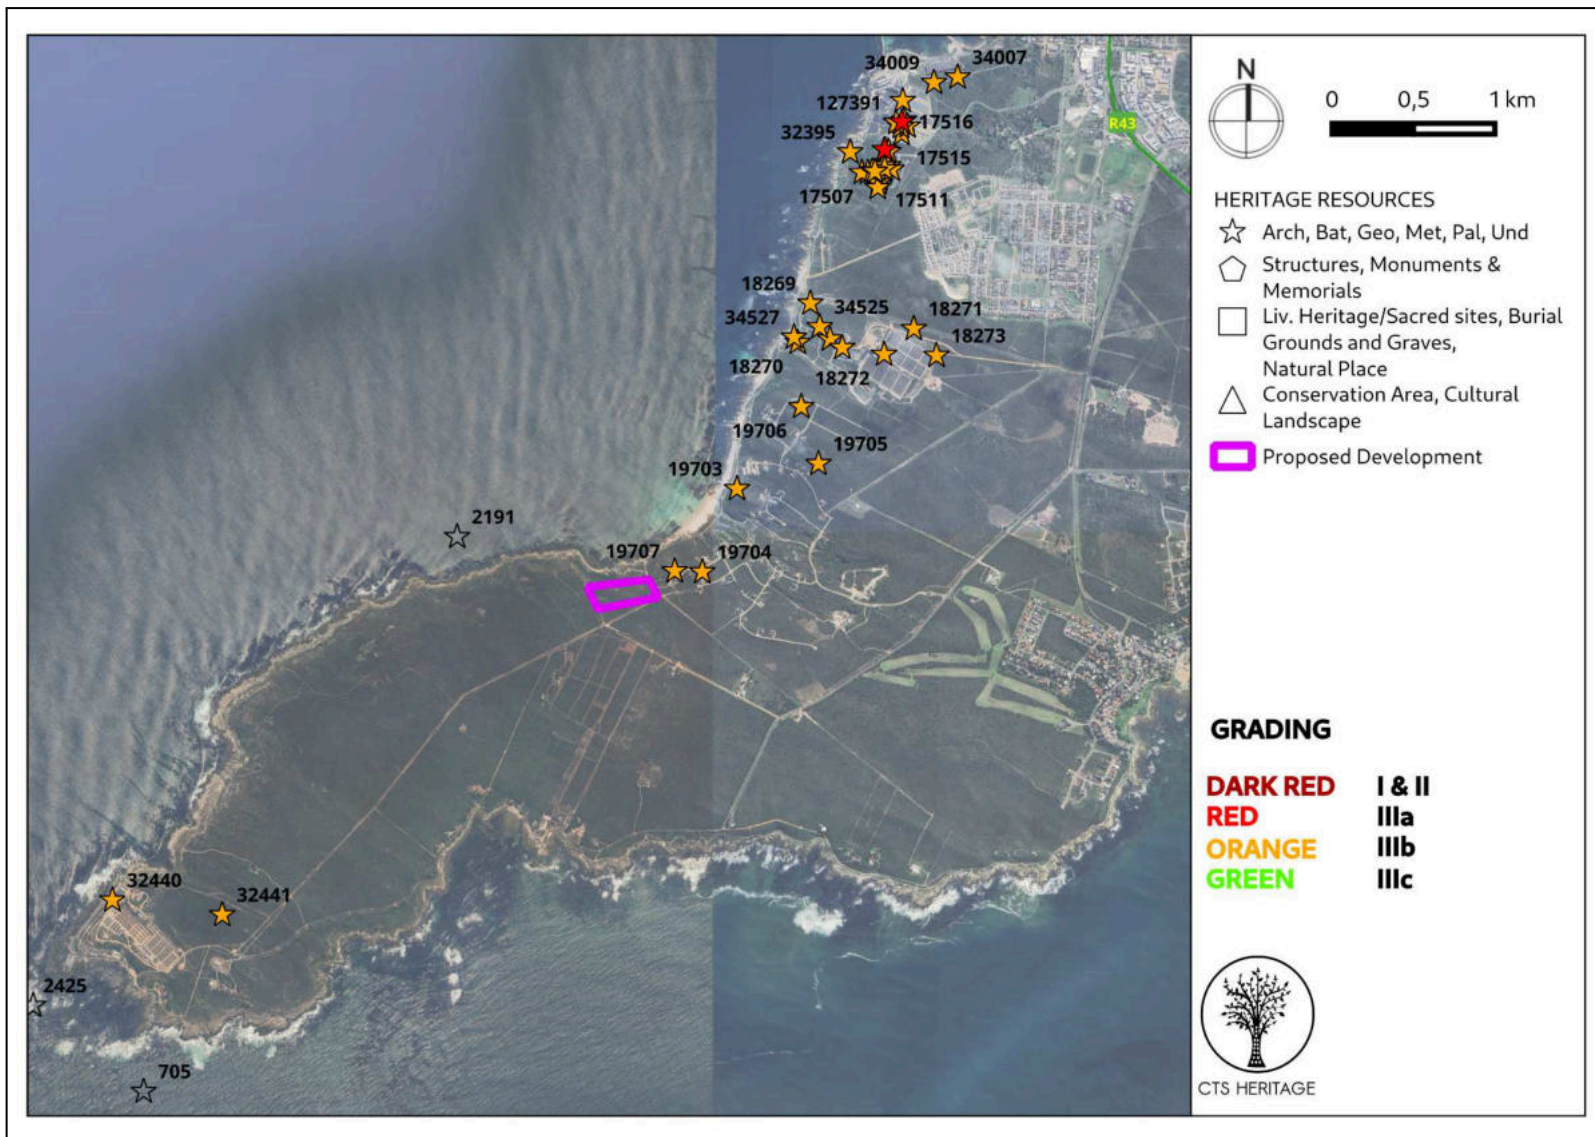 34009
34007
127391
17516
32395
17515
17507
17511
R43
18269
34525
18271
34527
18273
18270
18272
19706
19705
19703
2191
19707
19704
32440
32441
2425
705
N
0 0,5 1 km
HERITAGE RESOURCES
Arch, Bat, Geo, Met, Pal, Und
Structures, Monuments &
Memorials
Liv. Heritage/Sacred sites, Burial
Grounds and Graves,
Natural Place
Conservation Area, Cultural
Landscape
Proposed Development
GRADING
DARK RED I & II
RED IIIa
ORANGE IIIb
GREEN IIIc
CTS HERITAGE